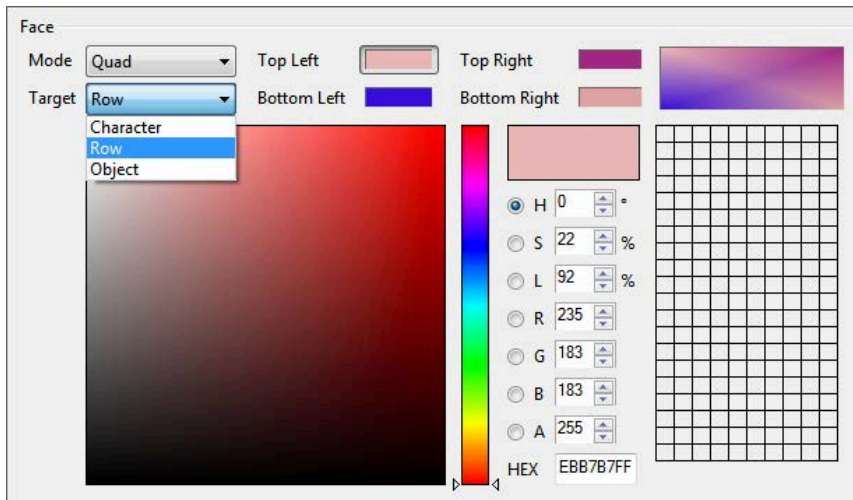 Face
Mode Quad Top Left Top Right
Target Row Bottom Left Bottom Right
Character
Row
Object
H 0 °
S 22 %
L 92 %
R 235
G 183
B 183
A 255
HEX EBB7B7FF